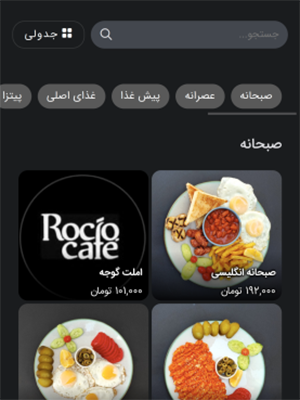 جستجو...
جدولی
صبحانه
عصرانه
پیش غذا
غذای اصلی
پیتزا
صبحانه
صبحانه انگلیسی
۱۹۲,۰۰۰ تومان
Rocío
café
املت گوجه
۱۰۱,۰۰۰ تومان